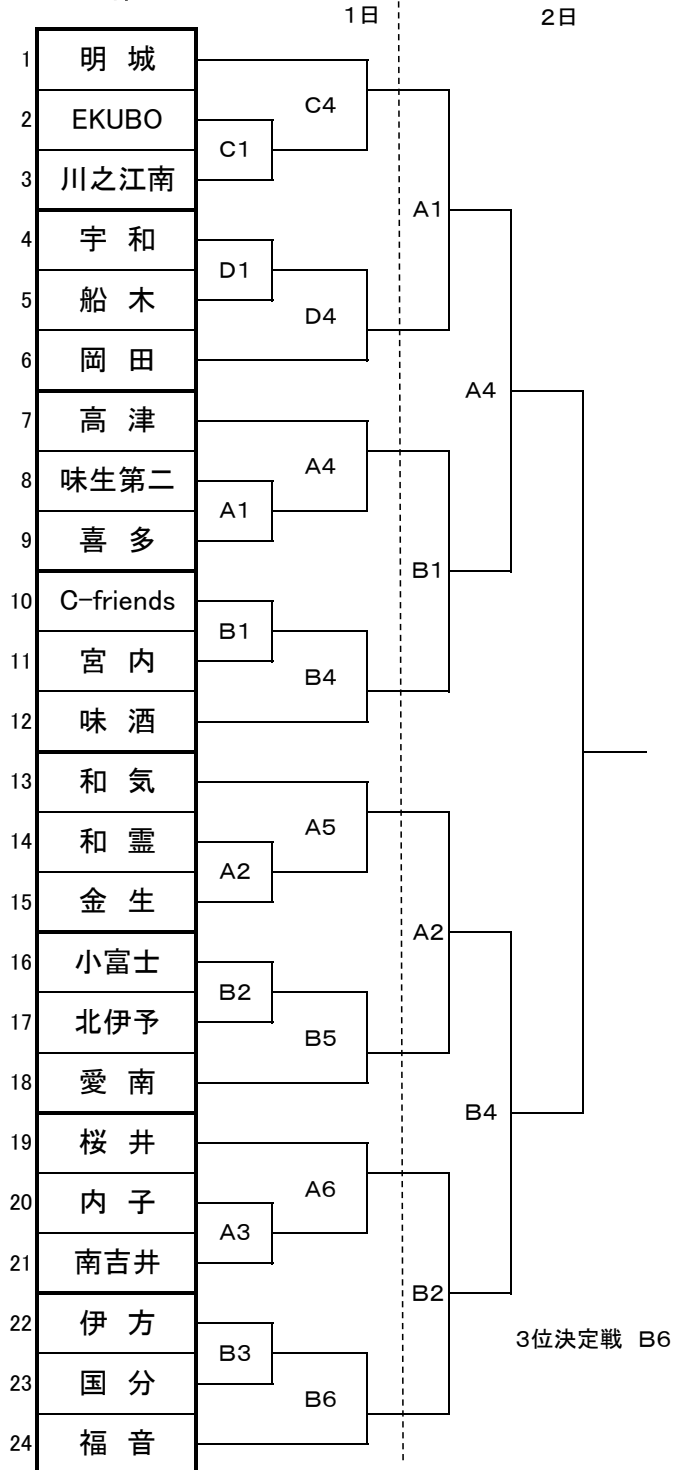 1日 2日
1 明 城
2 EKUBO
3 川之江南
4 宇 和
5 船 木
6 岡 田
7 高 津
8 味生第二
9 喜 多
10 C-friends
11 宮 内
12 味 酒
13 和 気
14 和 霊
15 金 生
16 小富士
17 北伊予
18 愛 南
19 桜 井
20 内 子
21 南吉井
22 伊 方
23 国 分
24 福 音
C4
C1
A1
D1
D4
A4
A4
A1
B1
B1
B4
A5
A2
A2
B2
B5
B4
A6
A3
B2
B3
B6
3位決定戦 B6